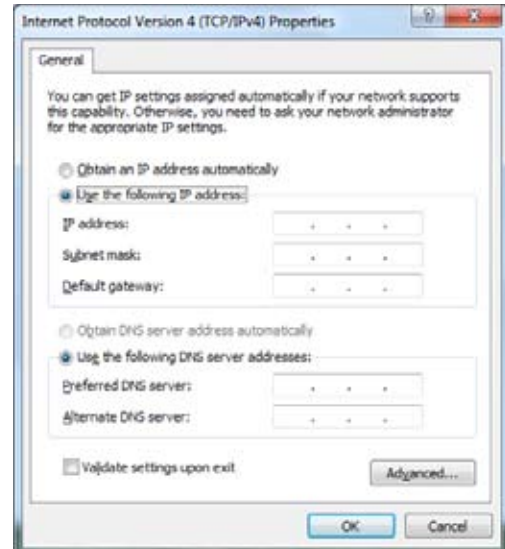 Internet Protocol Version 4 (TCP/IPv4) Properties
General
You can get IP settings assigned automatically if your network supports
this capability. Otherwise, you need to ask your network administrator
for the appropriate IP settings.
Obtain an IP address automatically
Use the following IP address:
IP address:
Subnet mask:
Default gateway:
Obtain DNS server address automatically
Use the following DNS server addresses:
Preferred DNS server:
Alternate DNS server:
Validate settings upon exit
Advanced...
OK Cancel